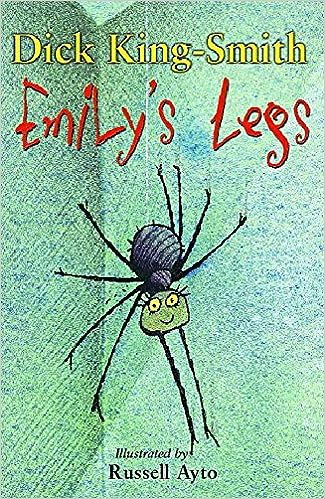 Dick King-Smith
Emily's Legs
Illustrated by
Russell Ayto